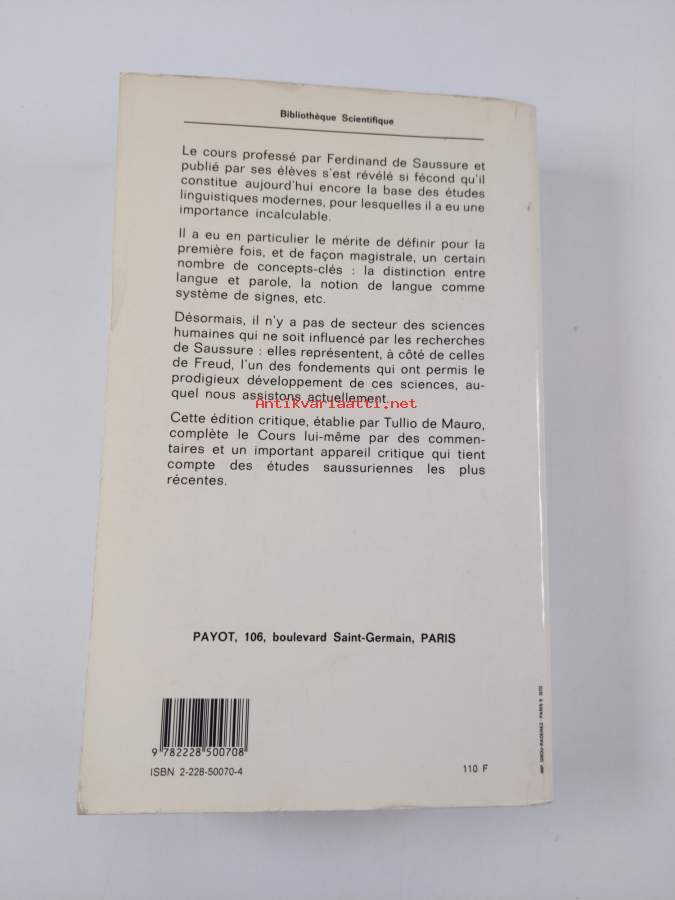 Bibliothèque Scientifique
Le cours professé par Ferdinand de Saussure et
publié par ses élèves s'est révélé si fécond qu'il
constitue aujourd'hui encore la base des études
linguistiques modernes, pour lesquelles il a eu une
importance incalculable.
Il a eu en particulier le mérite de définir pour la
première fois, et de façon magistrale, un certain
nombre de concepts-clés : la distinction entre
langue et parole, la notion de langue comme
système de signes, etc.
Désormais, il n'y a pas de secteur des sciences
humaines qui ne soit influencé par les recherches
de Saussure : elles représentent, à côté de celles
de Freud, l'un des fondements qui ont permis le
prodigieux développement de ces sciences, au-
quel nous assistons actuellement.
Antikvariaatti.net
Cette édition critique, établie par Tullio de Mauro,
complète le Cours lui-même par des commen-
taires et un important appareil critique qui tient
compte des études saussuriennes les plus
récentes.
PAYOT, 106, boulevard Saint-Germain, PARIS
9 782228 500708
ISBN 2-228-50070-4
110 F